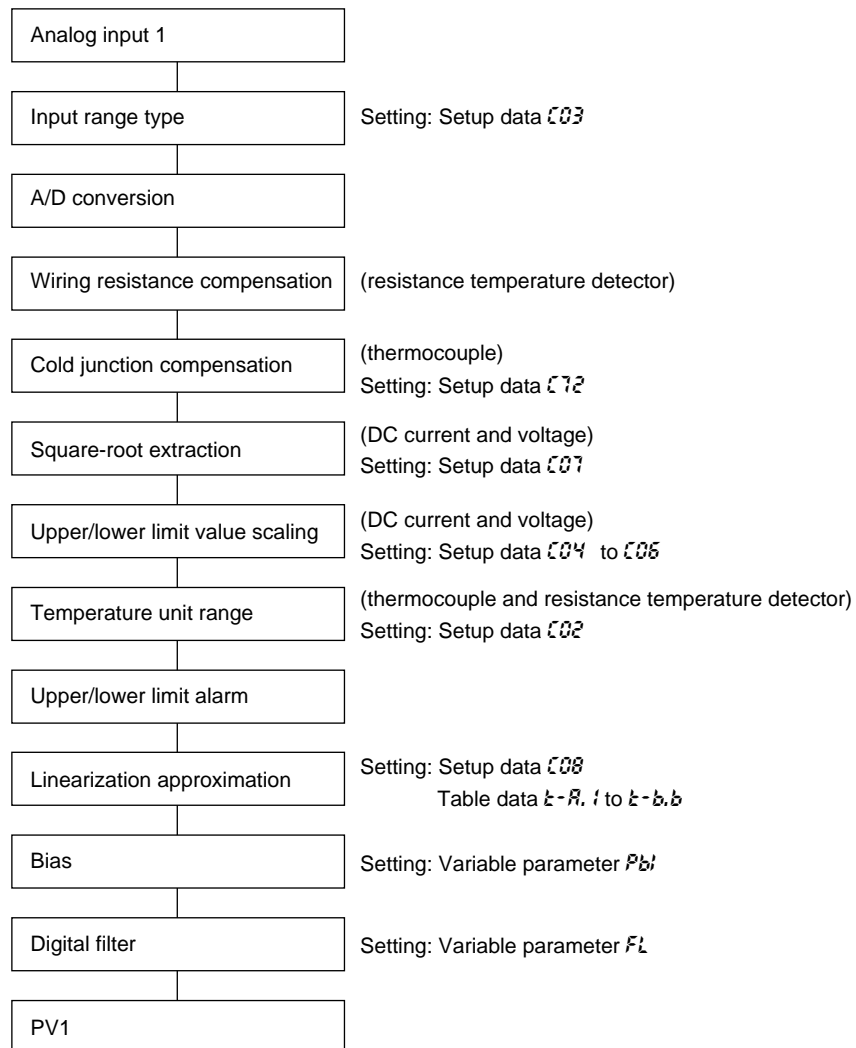 Analog input 1
Input range type
Setting: Setup data C03
A/D conversion
Wiring resistance compensation
(resistance temperature detector)
Cold junction compensation
(thermocouple)
Setting: Setup data C72
Square-root extraction
(DC current and voltage)
Setting: Setup data C07
Upper/lower limit value scaling
(DC current and voltage)
Setting: Setup data C04 to C06
Temperature unit range
(thermocouple and resistance temperature detector)
Setting: Setup data C02
Upper/lower limit alarm
Linearization approximation
Setting: Setup data C08
Table data t-A.1 to t-b.b
Bias
Setting: Variable parameter Pb1
Digital filter
Setting: Variable parameter FL
PV1